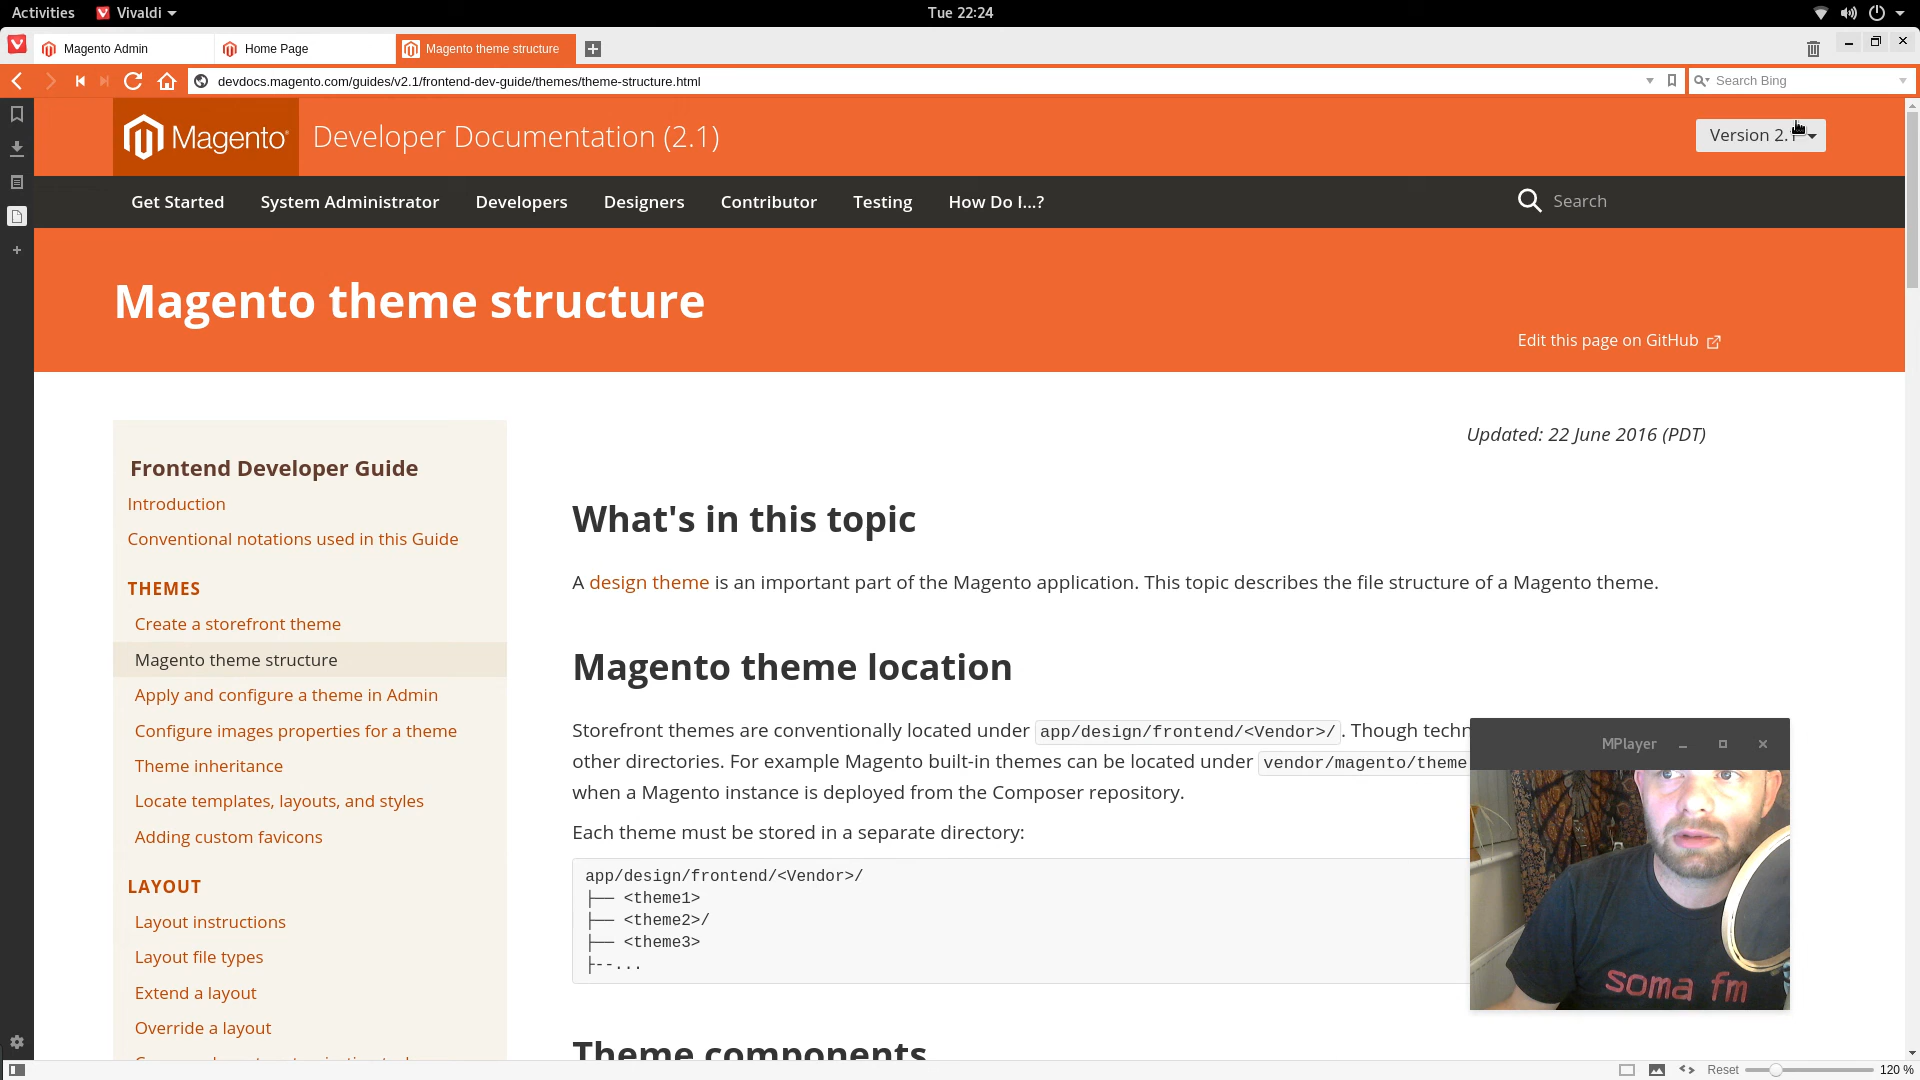 Activities
Vivaldi
Tue 22:24
Magento Admin
Home Page
Magento theme structure
devdocs.magento.com/guides/v2.1/frontend-dev-guide/themes/theme-structure.html
Search Bing
Magento
Developer Documentation (2.1)
Version 2.1
Get Started
System Administrator
Developers
Designers
Contributor
Testing
How Do I...?
Search
Magento theme structure
Edit this page on GitHub
Updated: 22 June 2016 (PDT)
Frontend Developer Guide
Introduction
Conventional notations used in this Guide
THEMES
Create a storefront theme
Magento theme structure
Apply and configure a theme in Admin
Configure images properties for a theme
Theme inheritance
Locate templates, layouts, and styles
Adding custom favicons
LAYOUT
Layout instructions
Layout file types
Extend a layout
Override a layout
What's in this topic
A design theme is an important part of the Magento application. This topic describes the file structure of a Magento theme.
Magento theme location
Storefront themes are conventionally located under app/design/frontend/<Vendor>/. Though techn
other directories. For example Magento built-in themes can be located under vendor/magento/theme
when a Magento instance is deployed from the Composer repository.
Each theme must be stored in a separate directory:
app/design/frontend/<Vendor>/
├── <theme1>
├── <theme2>/
├── <theme3>
├--...
Theme components
MPlayer
soma fm
Reset
120 %